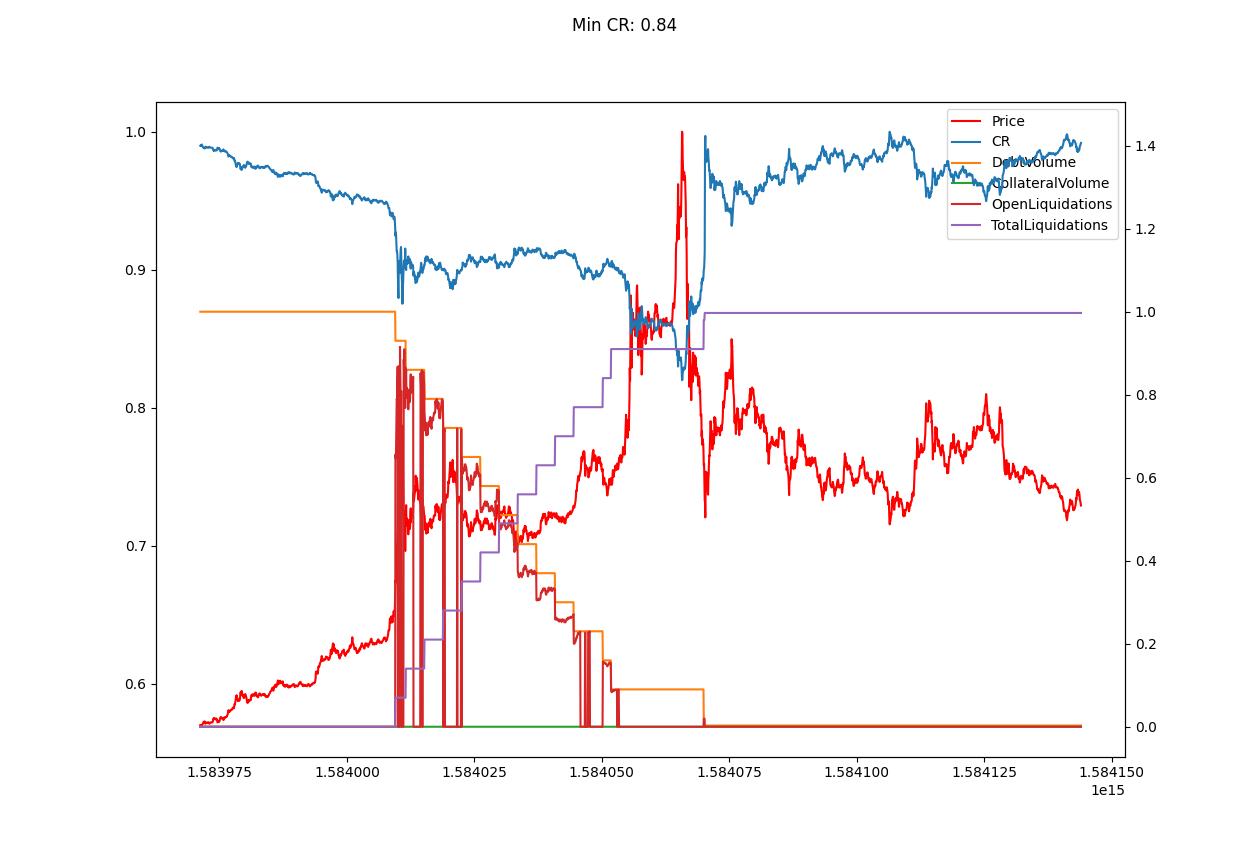 Min CR: 0.84
1.0
0.9
0.8
0.7
0.6
1.4
1.2
1.0
0.8
0.6
0.4
0.2
0.0
Price
CR
DebtVolume
CollateralVolume
OpenLiquidations
TotalLiquidations
1.583975 1.584000 1.584025 1.584050 1.584075 1.584100 1.584125 1.584150
1e15